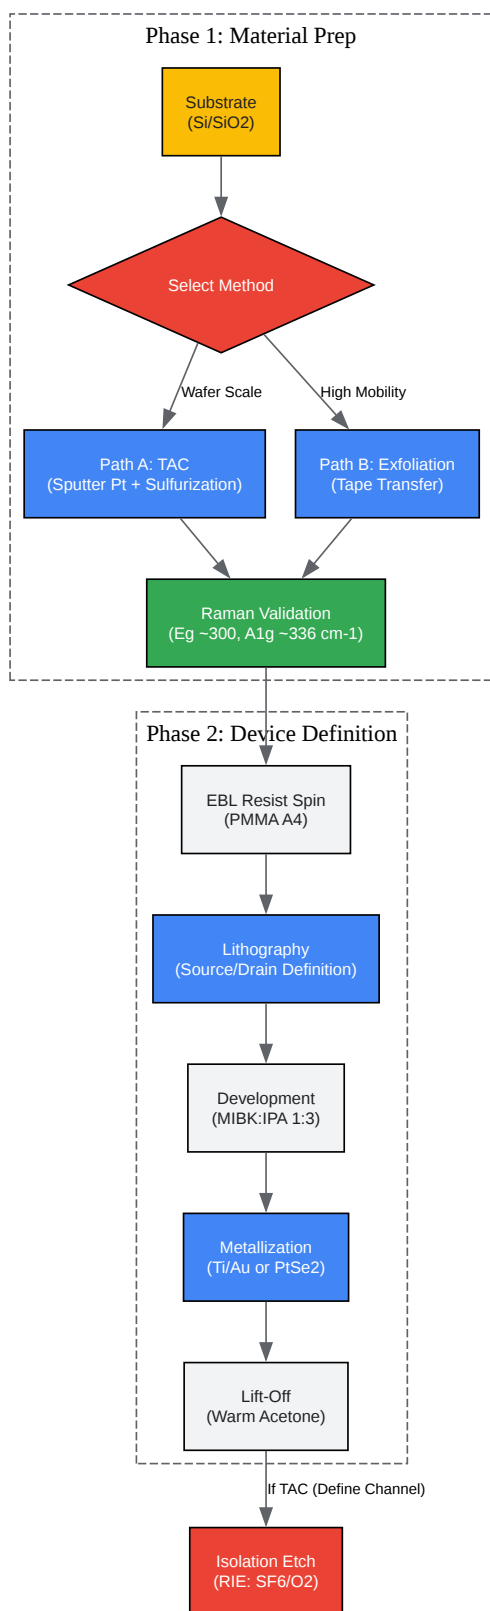 Phase 1: Material Prep
Substrate
(Si/SiO2)
Select Method
Wafer Scale
High Mobility
Path A: TAC
(Sputter Pt + Sulfurization)
Path B: Exfoliation
(Tape Transfer)
Raman Validation
(Eg ~300, A1g ~336 cm-1)
Phase 2: Device Definition
EBL Resist Spin
(PMMA A4)
Lithography
(Source/Drain Definition)
Development
(MIBK:IPA 1:3)
Metallization
(Ti/Au or PtSe2)
Lift-Off
(Warm Acetone)
If TAC (Define Channel)
Isolation Etch
(RIE: SF6/O2)